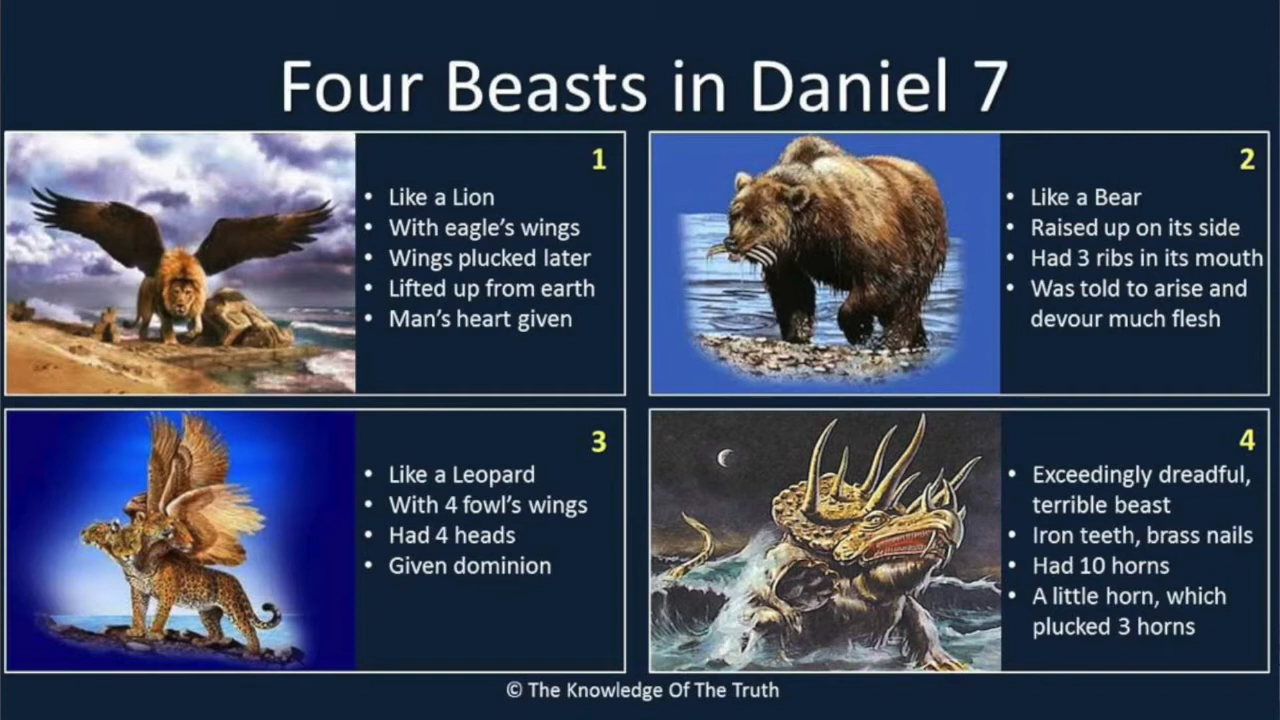 Four Beasts in Daniel 7
1
• Like a Lion
• With eagle’s wings
• Wings plucked later
• Lifted up from earth
• Man’s heart given
2
• Like a Bear
• Raised up on its side
• Had 3 ribs in its mouth
• Was told to arise and
devour much flesh
3
• Like a Leopard
• With 4 fowl’s wings
• Had 4 heads
• Given dominion
4
• Exceedingly dreadful,
terrible beast
• Iron teeth, brass nails
• Had 10 horns
• A little horn, which
plucked 3 horns
© The Knowledge Of The Truth